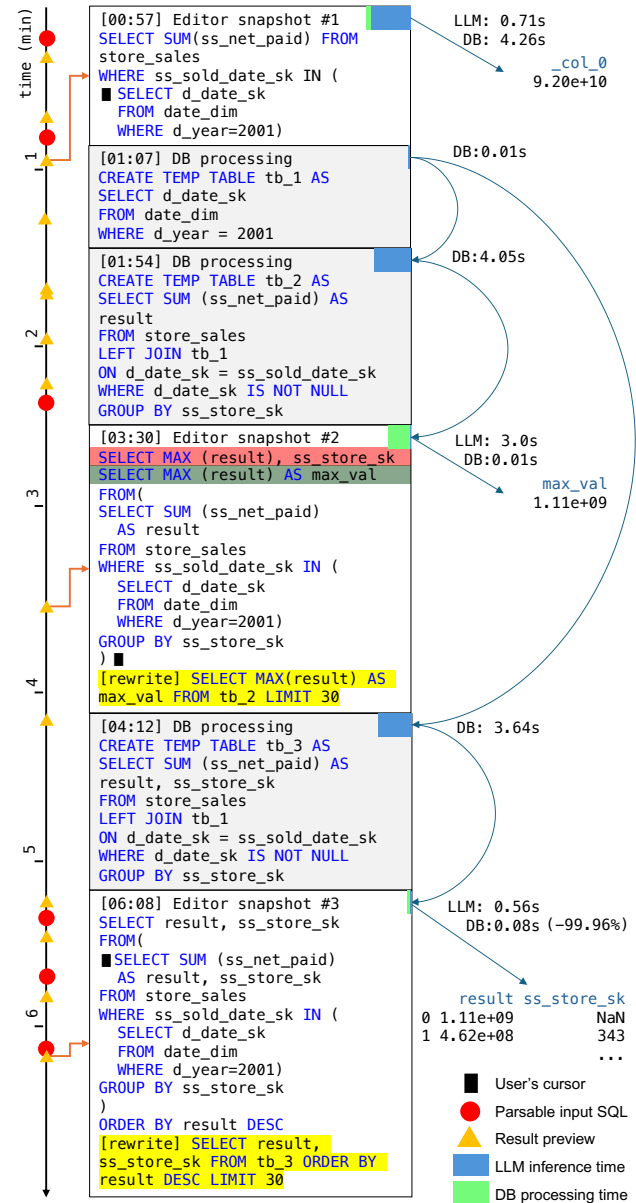 time (min)
1
2
3
4
5
6
[00:57] Editor snapshot #1
SELECT SUM(ss_net_paid) FROM
store_sales
WHERE ss_sold_date_sk IN (
SELECT d_date_sk
FROM date_dim
WHERE d_year=2001)
LLM: 0.71s
DB: 4.26s
_col_0
9.20e+10
[01:07] DB processing
CREATE TEMP TABLE tb_1 AS
SELECT d_date_sk
FROM date_dim
WHERE d_year = 2001
DB:0.01s
[01:54] DB processing
CREATE TEMP TABLE tb_2 AS
SELECT SUM (ss_net_paid) AS
result
FROM store_sales
LEFT JOIN tb_1
ON d_date_sk = ss_sold_date_sk
WHERE d_date_sk IS NOT NULL
GROUP BY ss_store_sk
DB:4.05s
[03:30] Editor snapshot #2
SELECT MAX (result), ss_store_sk
SELECT MAX (result) AS max_val
FROM(
SELECT SUM (ss_net_paid)
AS result
FROM store_sales
WHERE ss_sold_date_sk IN (
SELECT d_date_sk
FROM date_dim
WHERE d_year=2001)
GROUP BY ss_store_sk
)
[rewrite] SELECT MAX(result) AS
max_val FROM tb_2 LIMIT 30
LLM: 3.0s
DB:0.01s
max_val
1.11e+09
[04:12] DB processing
CREATE TEMP TABLE tb_3 AS
SELECT SUM (ss_net_paid) AS
result, ss_store_sk
FROM store_sales
LEFT JOIN tb_1
ON d_date_sk = ss_sold_date_sk
WHERE d_date_sk IS NOT NULL
GROUP BY ss_store_sk
DB: 3.64s
[06:08] Editor snapshot #3
SELECT result, ss_store_sk
FROM(
SELECT SUM (ss_net_paid)
AS result, ss_store_sk
FROM store_sales
WHERE ss_sold_date_sk IN (
SELECT d_date_sk
FROM date_dim
WHERE d_year=2001)
GROUP BY ss_store_sk
)
ORDER BY result DESC
[rewrite] SELECT result,
ss_store_sk FROM tb_3 ORDER BY
result DESC LIMIT 30
LLM: 0.56s
DB:0.08s (-99.96%)
result ss_store_sk
0 1.11e+09 NaN
1 4.62e+08 343
...
User's cursor
Parsable input SQL
Result preview
LLM inference time
DB processing time